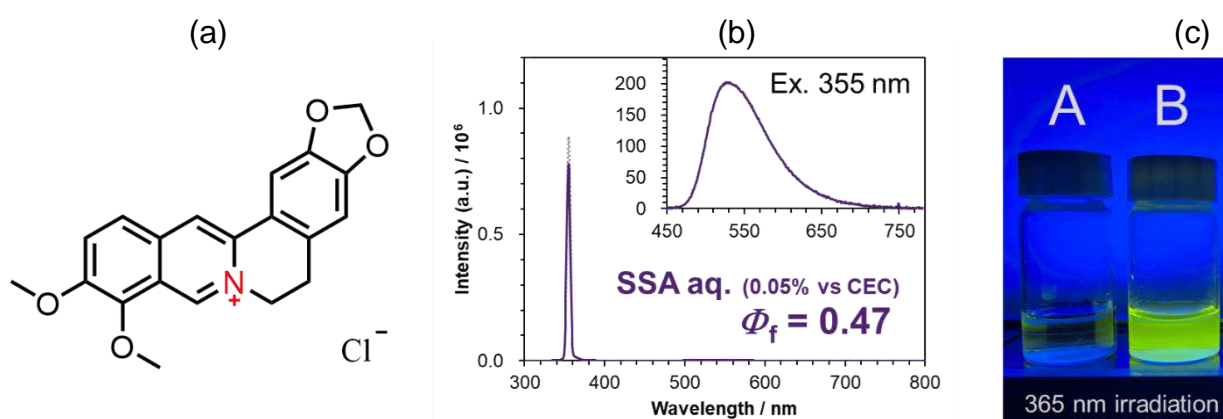 (a)
(b)
(c)
O
O
N
+
O
O
Cl⁻
Intensity (a.u.) / 10⁶
1.0
0.5
0.0
300 400 500 600 700 800
Wavelength / nm
Ex. 355 nm
200
150
100
50
0
450 550 650 750
SSA aq. (0.05% vs CEC)
Φf = 0.47
A B
365 nm irradiation